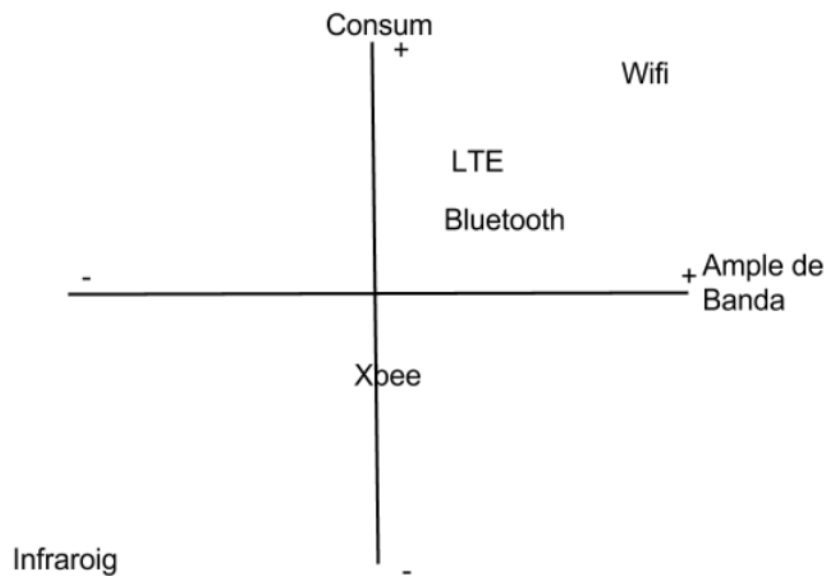 Consum
+
Wifi
LTE
Bluetooth
-
+ Ample de
Banda
Xbee
Infraroig
-